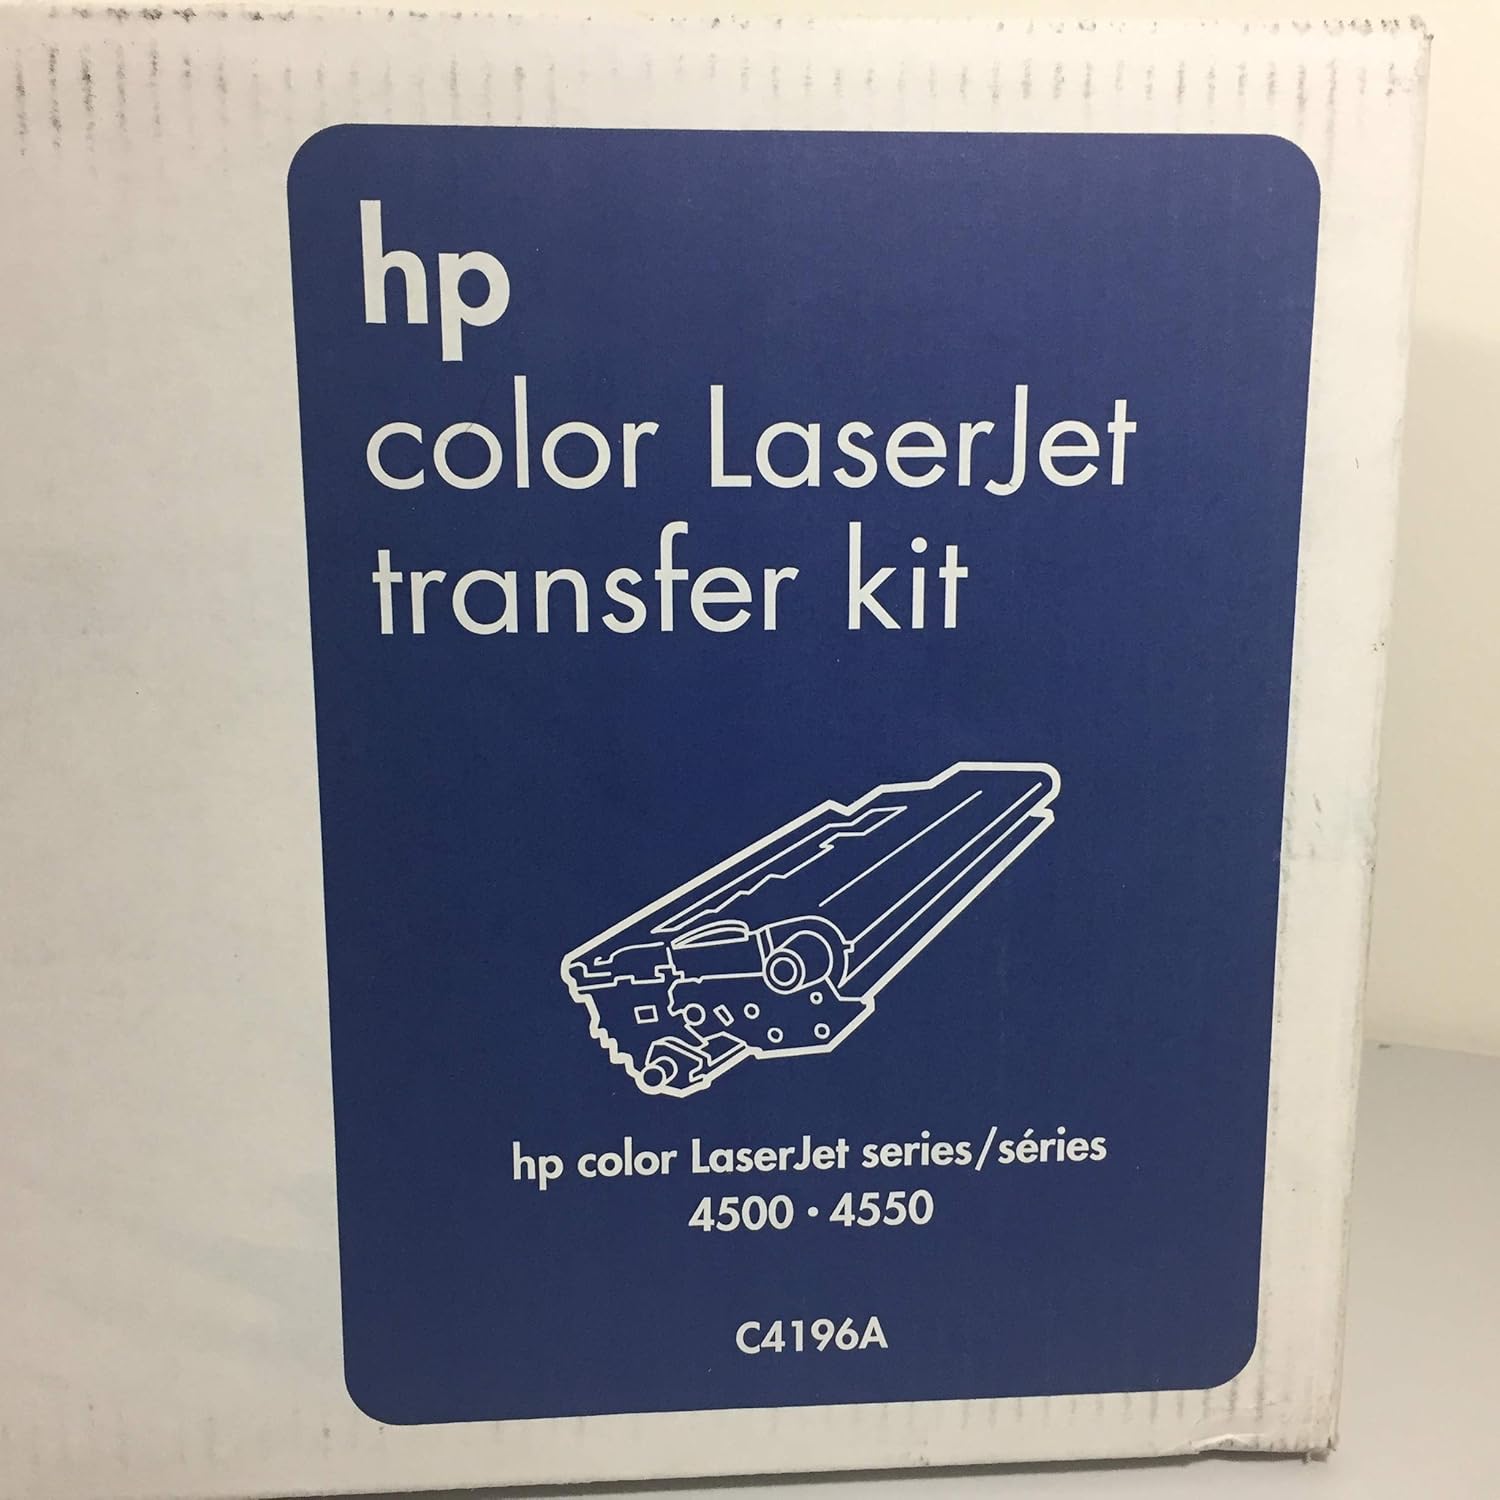 hp
color LaserJet
transfer kit
hp color LaserJet series/séries
4500 • 4550
C4196A